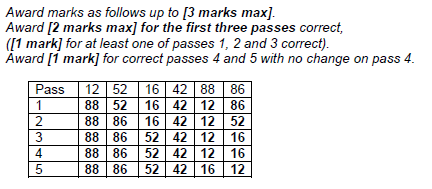 Award marks as follows up to [3 marks max].
Award [2 marks max] for the first three passes correct,
([1 mark] for at least one of passes 1, 2 and 3 correct).
Award [1 mark] for correct passes 4 and 5 with no change on pass 4.
Pass 12 52 16 42 88 86
1 88 52 16 42 12 86
2 88 86 16 42 12 52
3 88 86 52 42 12 16
4 88 86 52 42 12 16
5 88 86 52 42 16 12